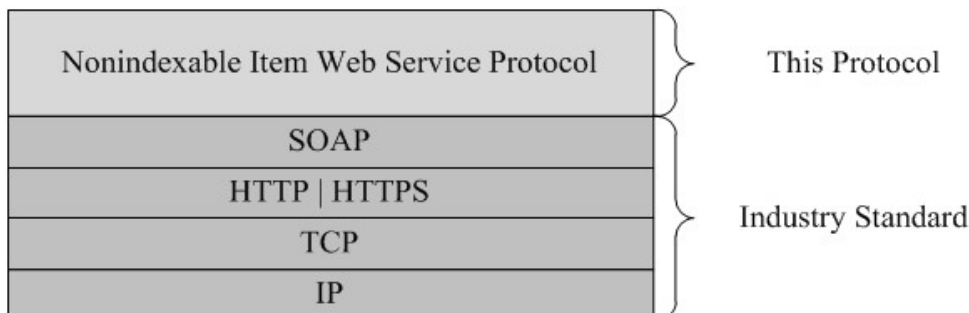 Nonindexable Item Web Service Protocol
This Protocol
SOAP
HTTP | HTTPS
TCP
IP
Industry Standard